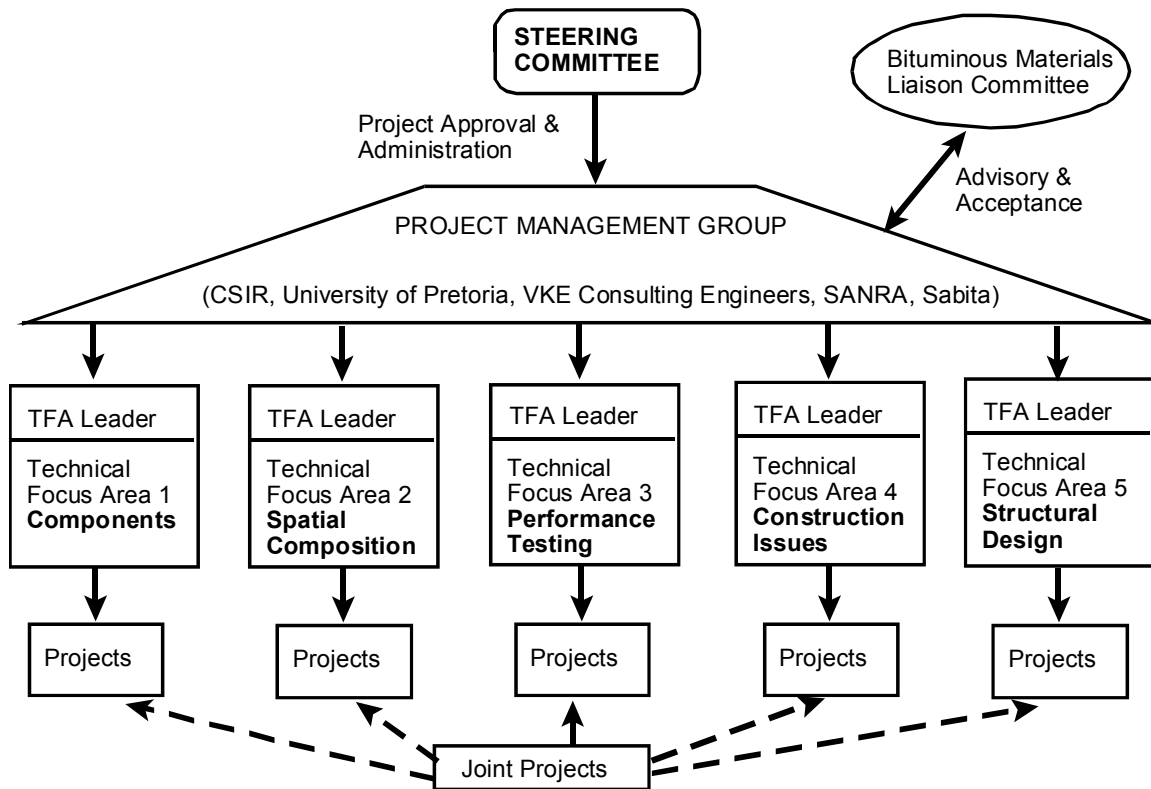 STEERING
COMMITTEE
Bituminous Materials
Liaison Committee
Project Approval &
Administration
Advisory &
Acceptance
PROJECT MANAGEMENT GROUP
(CSIR, University of Pretoria, VKE Consulting Engineers, SANRA, Sabita)
TFA Leader
Technical
Focus Area 1
Components
TFA Leader
Technical
Focus Area 2
Spatial
Composition
TFA Leader
Technical
Focus Area 3
Performance
Testing
TFA Leader
Technical
Focus Area 4
Construction
Issues
TFA Leader
Technical
Focus Area 5
Structural
Design
Projects
Projects
Projects
Projects
Projects
Joint Projects